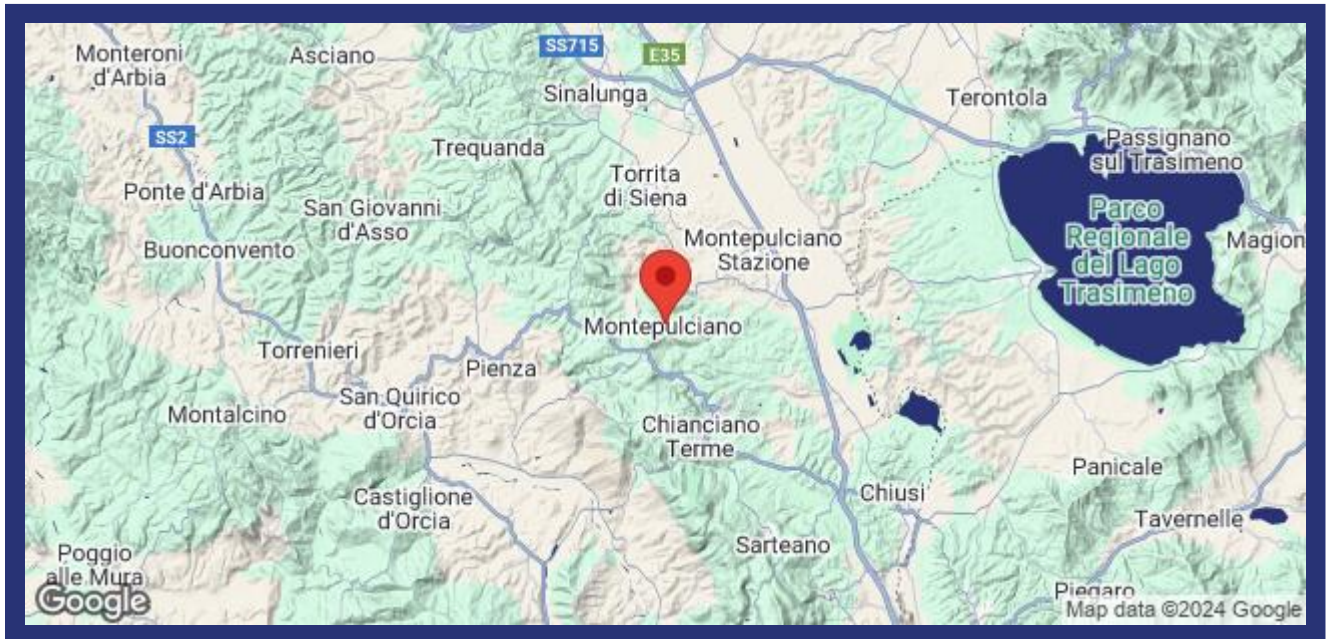 Monteroni
d'Arbia
Asciano
SS715
E35
Sinalunga
Terontola
SS2
Trequanda
Passignano
sul Trasimeno
Torrita
di Siena
Ponte d'Arbia
San Giovanni
d'Asso
Parco
Regionale
del Lago
Trasimeno
Buonconvento
Montepulciano
Stazione
Magion
Montepulciano
Torrenieri
Pienza
San Quirico
d'Orcia
Montalcino
Chianciano
Terme
Panicale
Castiglione
d'Orcia
Chiusi
Tavernelle
Sarteano
Poggio
alle Mura
Piegaro
Google
Map data ©2024 Google